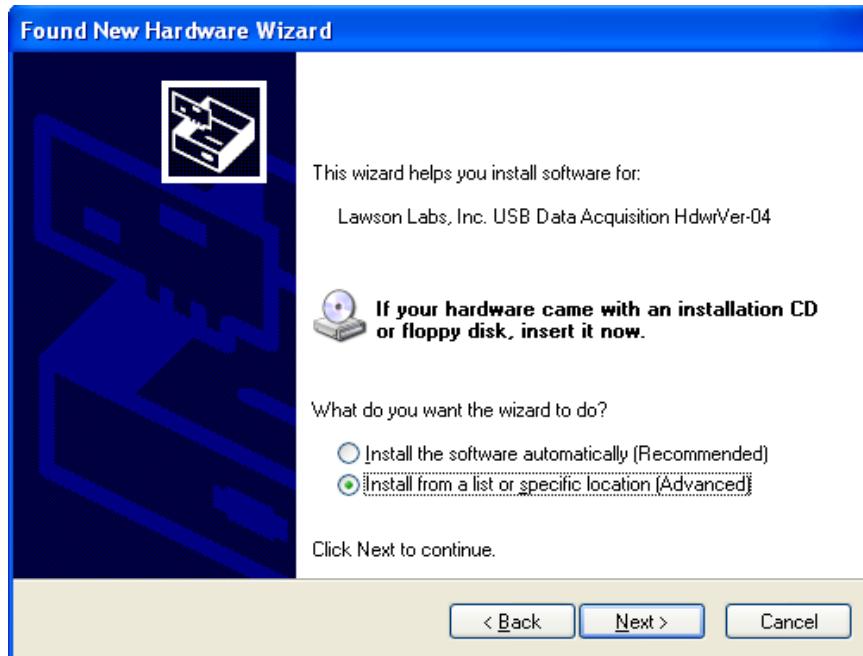 Found New Hardware Wizard
This wizard helps you install software for:
Lawson Labs, Inc. USB Data Acquisition HdwrVer-04
If your hardware came with an installation CD
or floppy disk, insert it now.
What do you want the wizard to do?
Install the software automatically (Recommended)
Install from a list or specific location (Advanced)
Click Next to continue.
< Back Next > Cancel